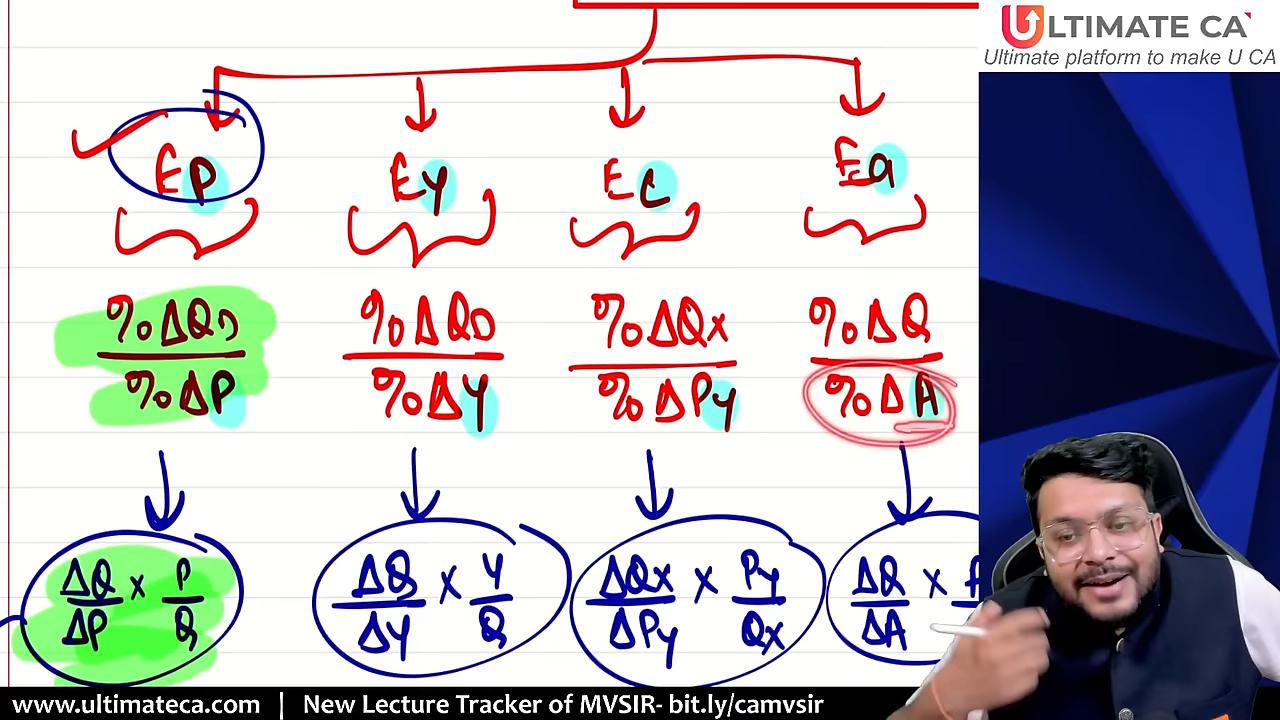 ULTIMATE CA
Ultimate platform to make U CA
EP EY EC Ea
%ΔQD %ΔQD %ΔQx %ΔQ
%ΔP %ΔY %ΔPy %ΔA
ΔQ × P ΔQ × Y ΔQx × Py ΔQ ×
ΔP Q ΔY Q ΔPy Qx ΔA
www.ultimateca.com | New Lecture Tracker of MVSIR- bit.ly/camvsir